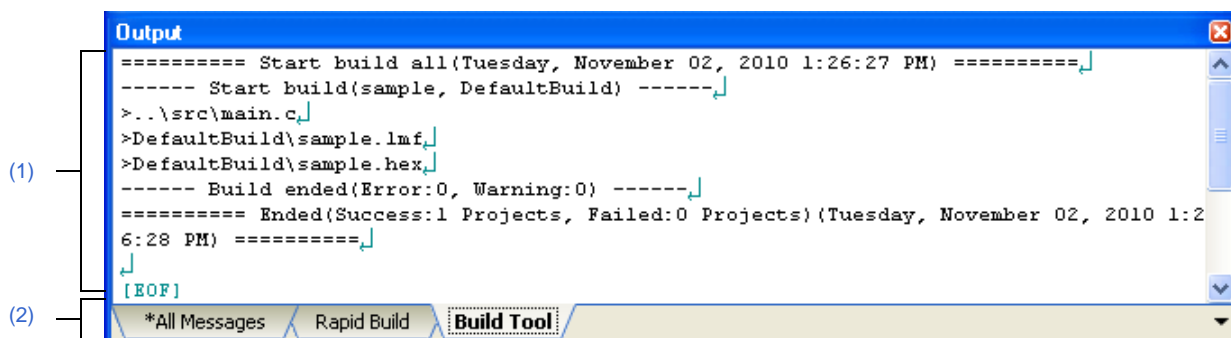 Output
========== Start build all(Tuesday, November 02, 2010 1:26:27 PM) ==========
------ Start build(sample, DefaultBuild) ------
>..\src\main.c
>DefaultBuild\sample.lmf
>DefaultBuild\sample.hex
(1)
------ Build ended(Error:0, Warning:0) ------
========== Ended(Success:1 Projects, Failed:0 Projects)(Tuesday, November 02, 2010 1:2
6:28 PM) ==========
[EOF]
(2)
*All Messages Rapid Build Build Tool